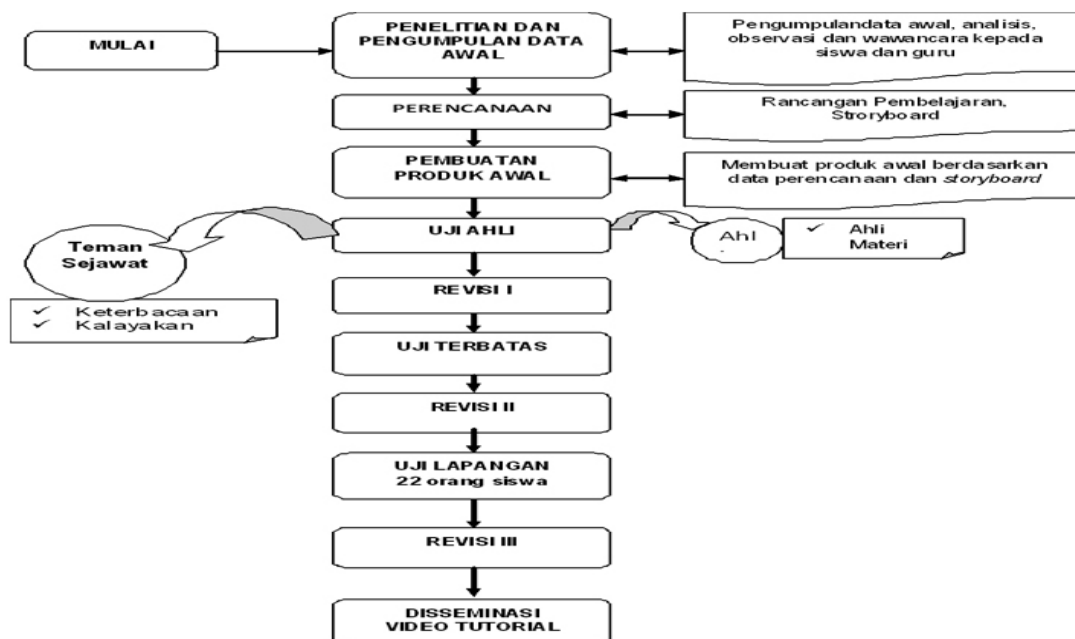 MULAI
PENELITIAN DAN
PENGUMPULAN DATA
AWAL
Pengumpulandata awal, analisis,
observasi dan wawancara kepada
siswa dan guru
PERENCANAAN
Rancangan Pembelajaran,
Stroryboard
PEMBUATAN
PRODUK AWAL
Membuat produk awal berdasarkan
data perencanaan dan storyboard
UJI AHLI
Teman
Sejawat
✓ Keterbacaan
✓ Kalayakan
Ahl
✓ Ahli
Materi
REVISI I
UJI TERBATAS
REVISI II
UJI LAPANGAN
22 orang siswa
REVISI III
DISSEMINASI
VIDEO TUTORIAL